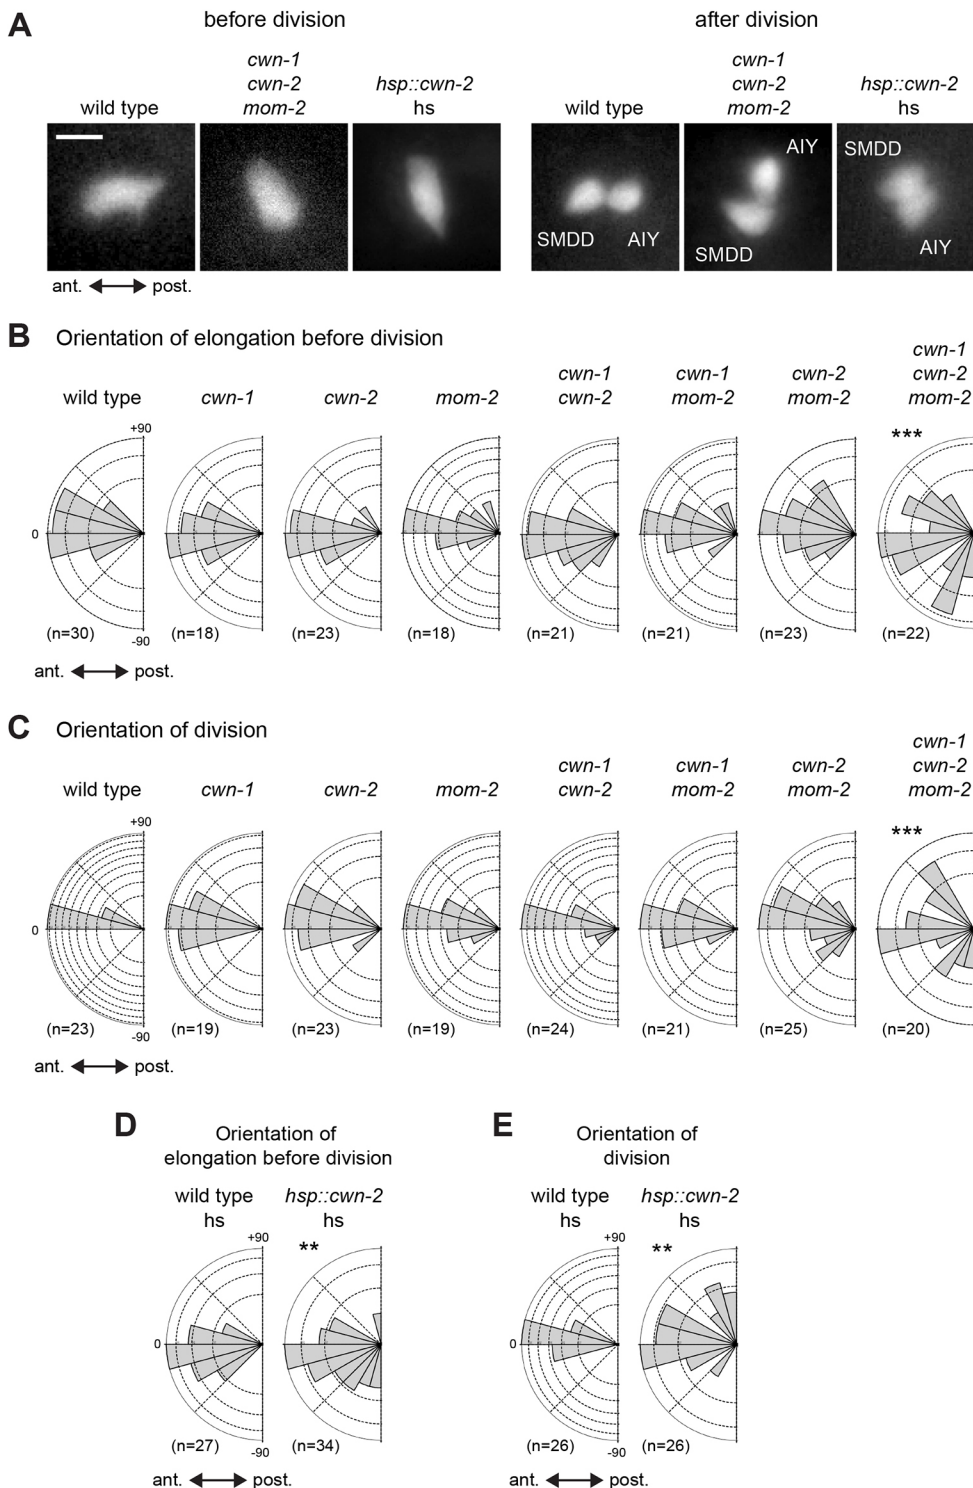 A
before division
after division
wild type
cwn-1
cwn-2
mom-2
hsp::cwn-2
hs
wild type
cwn-1
cwn-2
mom-2
hsp::cwn-2
hs
SMDD AIY
AIY
SMDD
SMDD
AIY
ant. post.
B
Orientation of elongation before division
wild type
cwn-1
cwn-2
mom-2
cwn-1
cwn-2
cwn-1
mom-2
cwn-2
mom-2
cwn-1
cwn-2
mom-2
+90
0
-90
***
(n=30)
(n=18)
(n=23)
(n=18)
(n=21)
(n=21)
(n=23)
(n=22)
ant. post.
C
Orientation of division
wild type
cwn-1
cwn-2
mom-2
cwn-1
cwn-2
cwn-1
mom-2
cwn-2
mom-2
cwn-1
cwn-2
mom-2
+90
0
-90
***
(n=23)
(n=19)
(n=23)
(n=19)
(n=24)
(n=21)
(n=25)
(n=20)
ant. post.
D
Orientation of
elongation before division
wild type
hs
hsp::cwn-2
hs
+90
0
-90
**
(n=27)
(n=34)
ant. post.
E
Orientation of
division
wild type
hs
hsp::cwn-2
hs
+90
0
-90
**
(n=26)
(n=26)
ant. post.